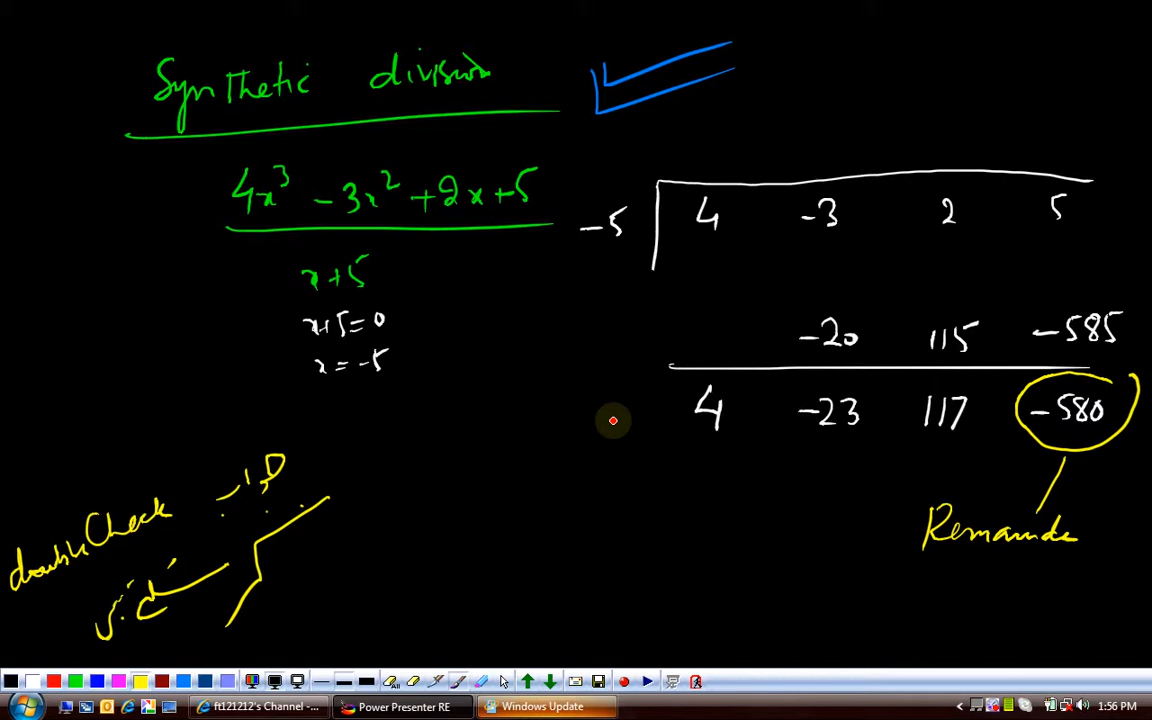 Synthetic division
4x³ - 3x² + 2x + 5
x + 5
x+5=0
x = -5
-5 4 -3 2 5
-20 115 -585
4 -23 117 -580
Remainde
doubleCheck
ft121212's Channel - ...
Power Presenter RE
Windows Update
1:56 PM